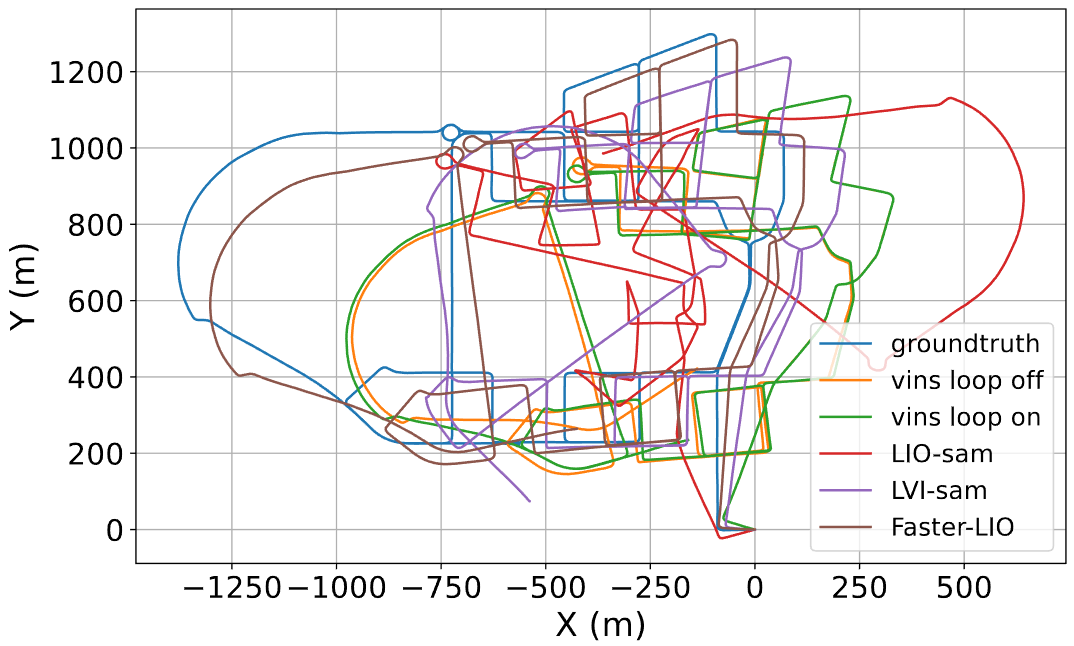 1200
1000
800
600
400
200
0
Y (m)
−1250 −1000 −750 −500 −250 0 250 500
X (m)
groundtruth
vins loop off
vins loop on
LIO-sam
LVI-sam
Faster-LIO